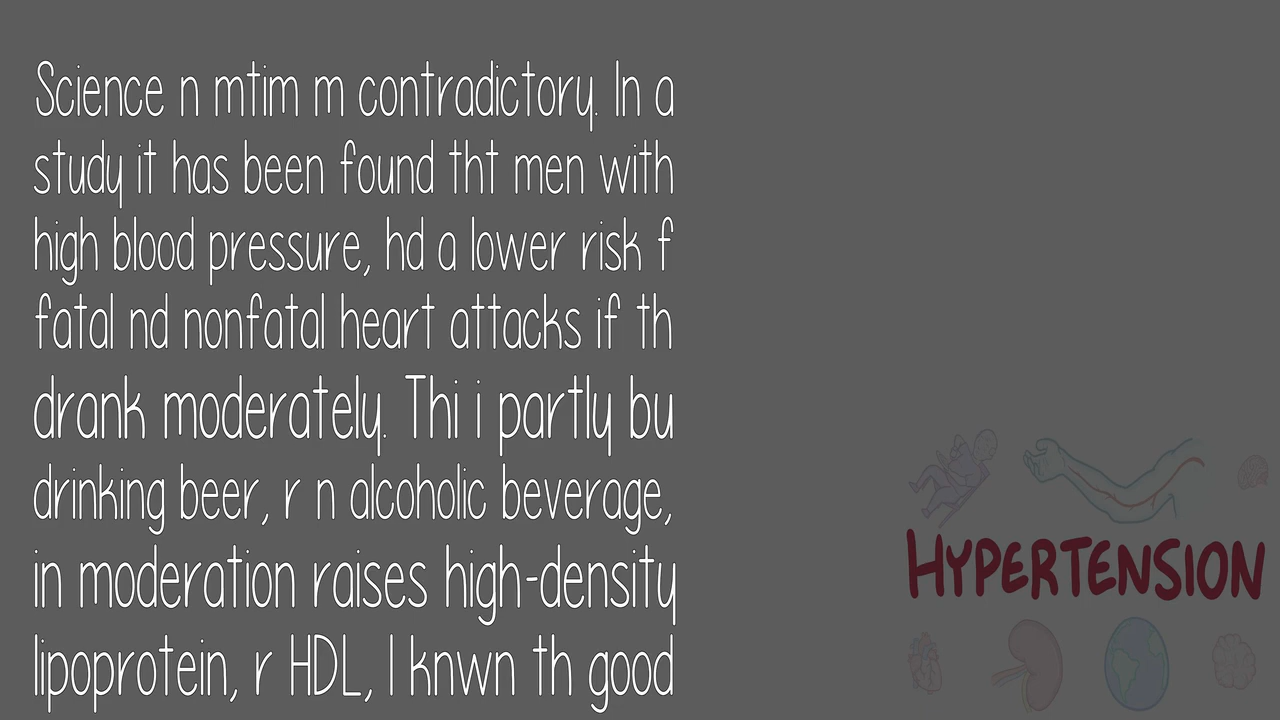 Science n mtim m contradictory. In a
study it has been found tht men with
high blood pressure, hd a lower risk f
fatal nd nonfatal heart attacks if th
drank moderately. Thi i partly bu
drinking beer, r n alcoholic beverage,
in moderation raises high-density
lipoprotein, r HDL, l knwn th good
HYPERTENSION